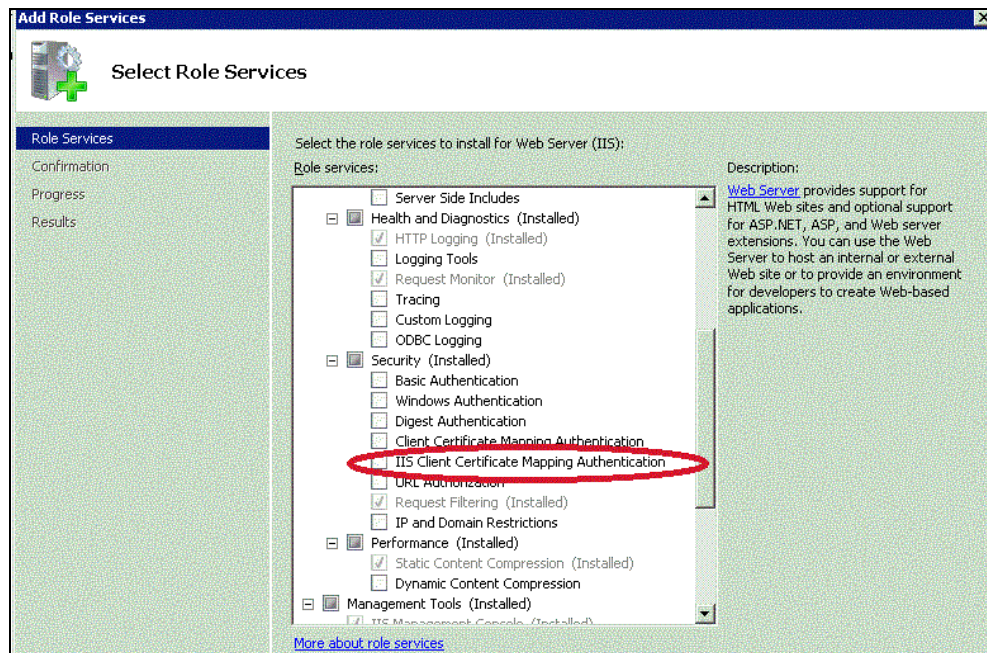 Add Role Services
Select Role Services
Role Services
Confirmation
Progress
Results
Select the role services to install for Web Server (IIS):
Role services:
Server Side Includes
Health and Diagnostics (Installed)
HTTP Logging (Installed)
Logging Tools
Request Monitor (Installed)
Tracing
Custom Logging
ODBC Logging
Security (Installed)
Basic Authentication
Windows Authentication
Digest Authentication
Client Certificate Mapping Authentication
IIS Client Certificate Mapping Authentication
URL Authorization
Request Filtering (Installed)
IP and Domain Restrictions
Performance (Installed)
Static Content Compression (Installed)
Dynamic Content Compression
Management Tools (Installed)
IIS Management Console (Installed)
More about role services
Description:
Web Server provides support for
HTML Web sites and optional support
for ASP.NET, ASP, and Web server
extensions. You can use the Web
Server to host an internal or external
Web site or to provide an environment
for developers to create Web-based
applications.